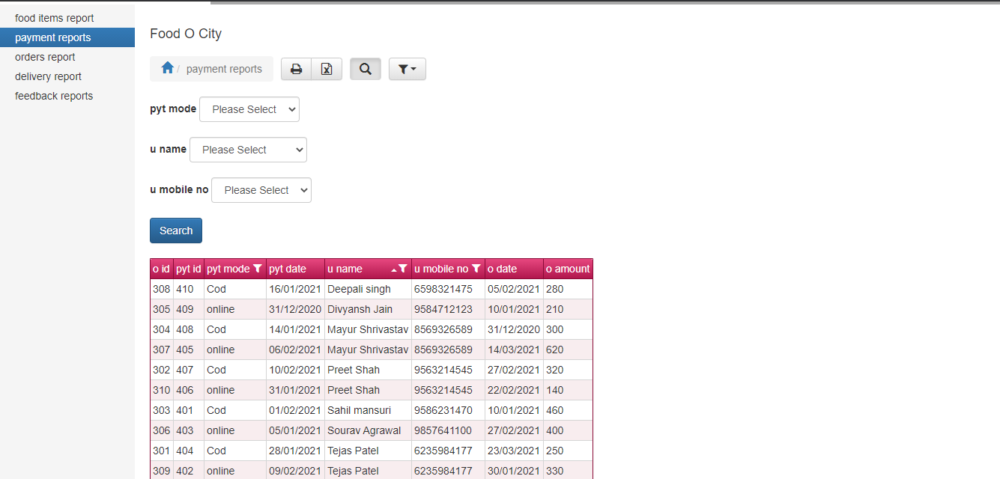 food items report
payment reports
orders report
delivery report
feedback reports
Food O City
/ payment reports
pyt mode Please Select
u name Please Select
u mobile no Please Select
Search
o id pyt id pyt mode pyt date u name u mobile no o date o amount
308 410 Cod 16/01/2021 Deepali singh 6598321475 05/02/2021 280
305 409 online 31/12/2020 Divyansh Jain 9584712123 10/01/2021 210
304 408 Cod 14/01/2021 Mayur Shrivastav 8569326589 31/12/2020 300
307 405 online 06/02/2021 Mayur Shrivastav 8569326589 14/03/2021 620
302 407 Cod 10/02/2021 Preet Shah 9563214545 27/02/2021 320
310 406 online 31/01/2021 Preet Shah 9563214545 22/02/2021 140
303 401 Cod 01/02/2021 Sahil mansuri 9586231470 10/01/2021 460
306 403 online 05/01/2021 Sourav Agrawal 9857641100 27/02/2021 400
301 404 Cod 28/01/2021 Tejas Patel 6235984177 23/03/2021 250
309 402 online 09/02/2021 Tejas Patel 6235984177 30/01/2021 330